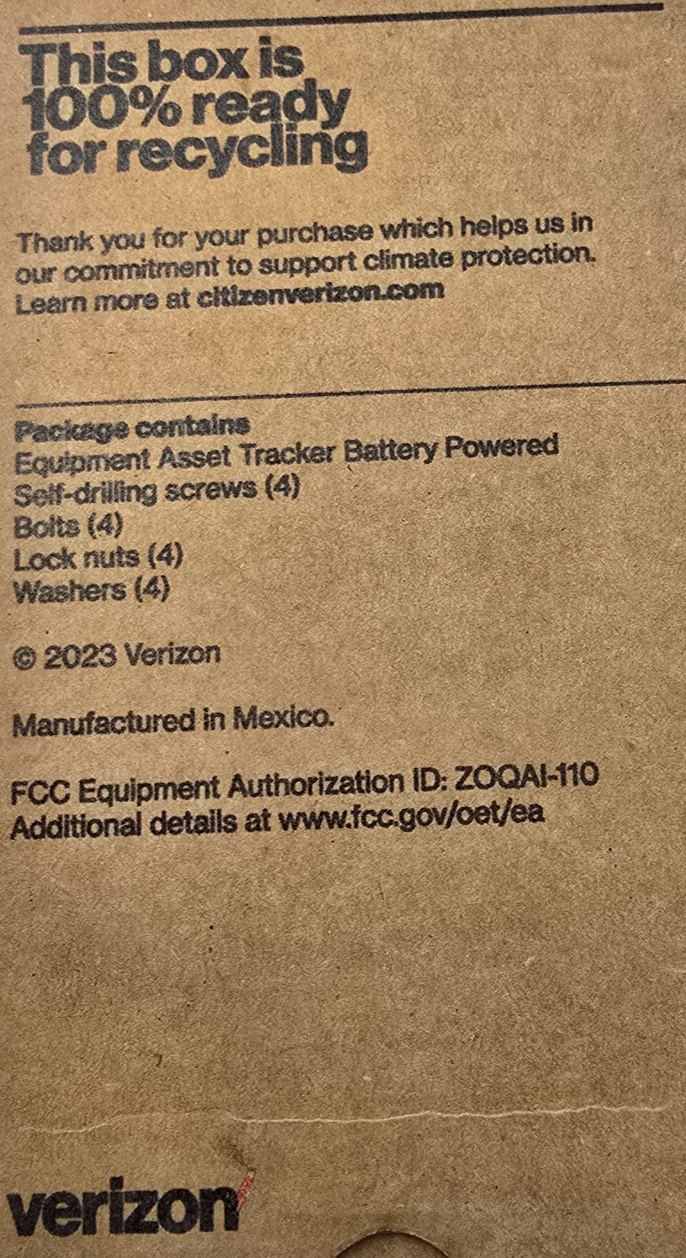 This box is
100% ready
for recycling
Thank you for your purchase which helps us in
our commitment to support climate protection.
Learn more at citizenverizon.com
Package contains
Equipment Asset Tracker Battery Powered
Self-drilling screws (4)
Bolts (4)
Lock nuts (4)
Washers (4)
© 2023 Verizon
Manufactured in Mexico.
FCC Equipment Authorization ID: ZOQAI-110
Additional details at www.fcc.gov/oet/ea
verizon